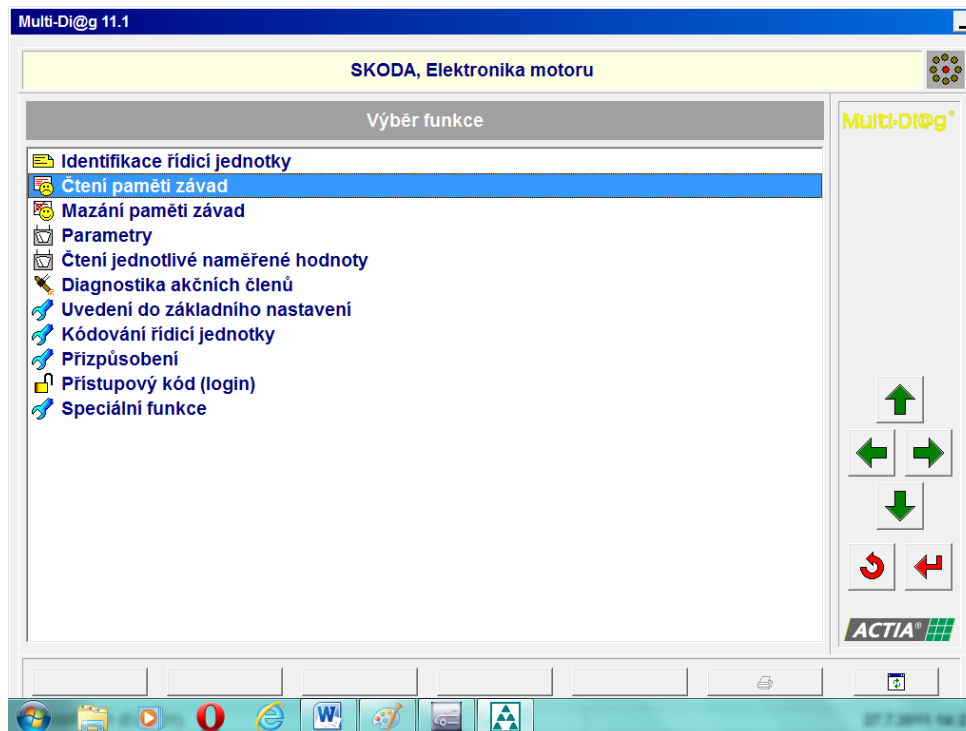 Multi-Di@g 11.1
SKODA, Elektronika motoru
Výběr funkce
Multi-Di@g®
Identifikace řídicí jednotky
Čtení paměti závad
Mazání paměti závad
Parametry
Čtení jednotlivé naměřené hodnoty
Diagnostika akčních členů
Uvedení do základního nastavení
Kódování řídicí jednotky
Přizpůsobení
Přístupový kód (login)
Speciální funkce
ACTIA®